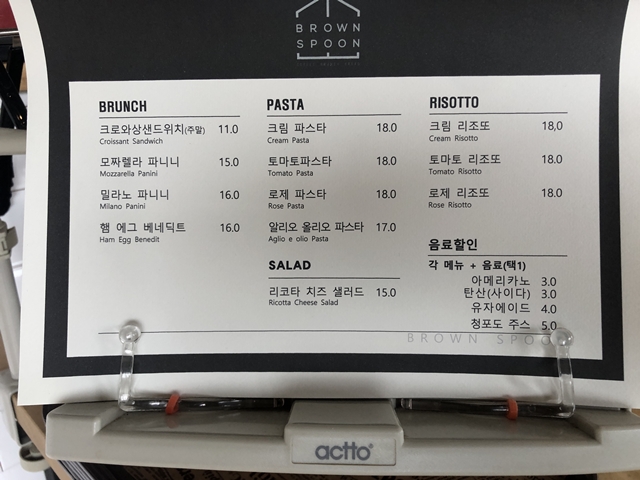 BROWN
SPOON
BRUNCH
크로와상샌드위치(주말) 11.0
Croissant Sandwich
모짜렐라 파니니 15.0
Mozzarella Panini
밀라노 파니니 16.0
Milano Panini
햄 에그 베네딕트 16.0
Ham Egg Benedit
PASTA
크림 파스타 18.0
Cream Pasta
토마토파스타 18.0
Tomato Pasta
로제 파스타 18.0
Rose Pasta
알리오 올리오 파스타 17.0
Aglio e olio Pasta
SALAD
리코타 치즈 샐러드 15.0
Ricotta Cheese Salad
RISOTTO
크림 리조또 18,0
Cream Risotto
토마토 리조또 18.0
Tomato Risotto
로제 리조또 18.0
Rose Risotto
음료할인
각 메뉴 + 음료(택1)
아메리카노 3.0
탄산(사이다) 3.0
유자에이드 4.0
청포도 주스 5.0
BROWN SPOO
actto